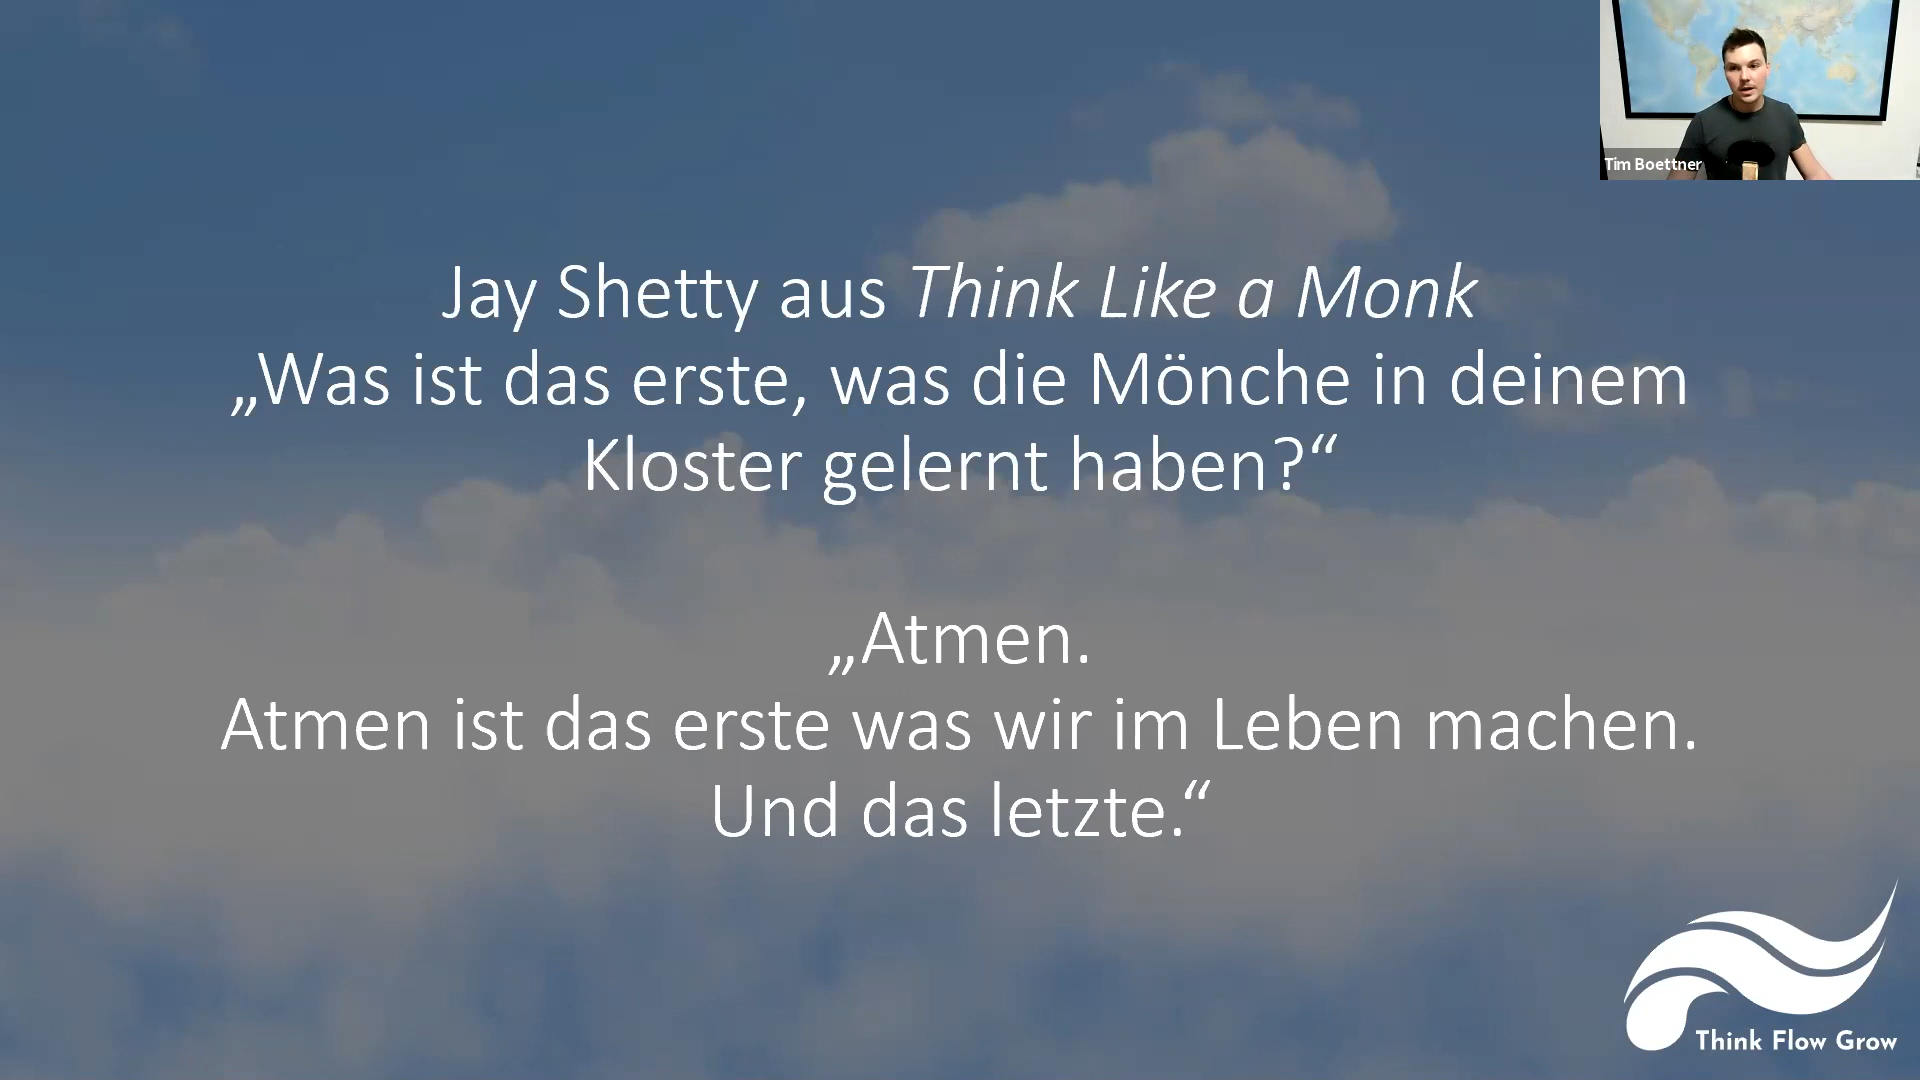 Tim Boettner
Jay Shetty aus Think Like a Monk
„Was ist das erste, was die Mönche in deinem
Kloster gelernt haben?“
„Atmen.
Atmen ist das erste was wir im Leben machen.
Und das letzte.“
Think Flow Grow